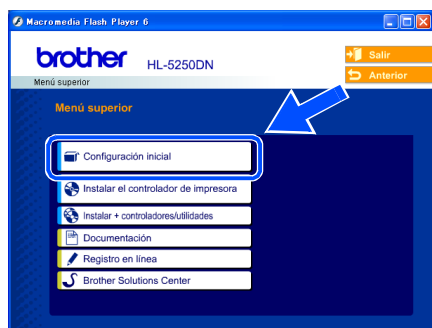 Macromedia Flash Player 6
brother HL-5250DN
Salir
Anterior
Menú superior
Menú superior
Configuración inicial
Instalar el controlador de impresora
Instalar + controladores/utilidades
Documentación
Registro en línea
Brother Solutions Center